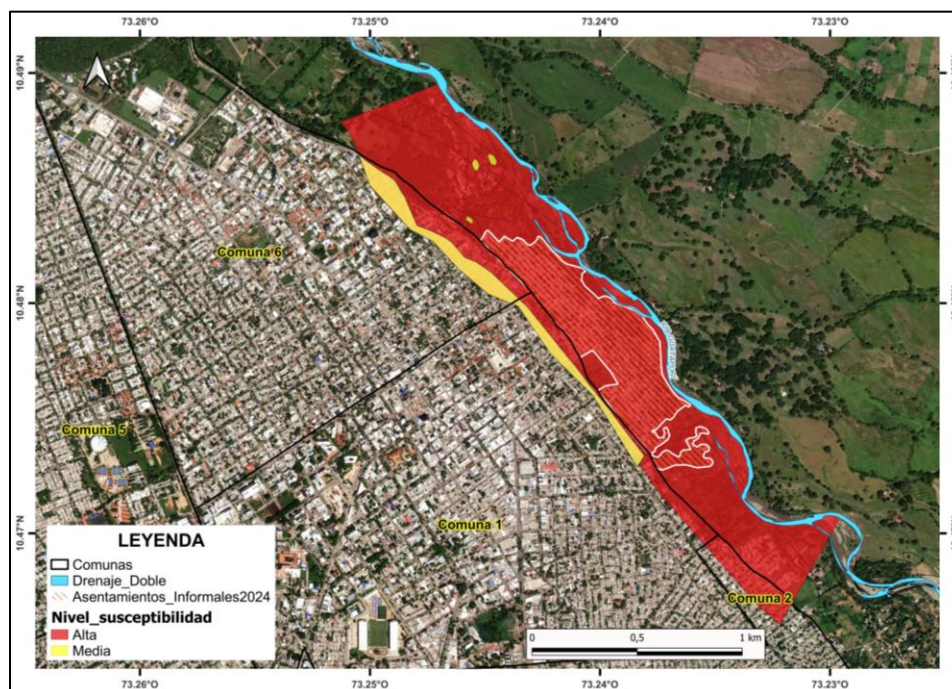 73.26°O 73.25°O 73.24°O 73.23°O
10.49°N
10.48°N
10.47°N
Comuna 6
Comuna 5
Comuna 1
Comuna 2
LEYENDA
Comunas
Drenaje_Doble
Asentamientos_Informales2024
Nivel_susceptibilidad
Alta
Media
0 0,5 1 km
73.26°O 73.25°O 73.24°O 73.23°O